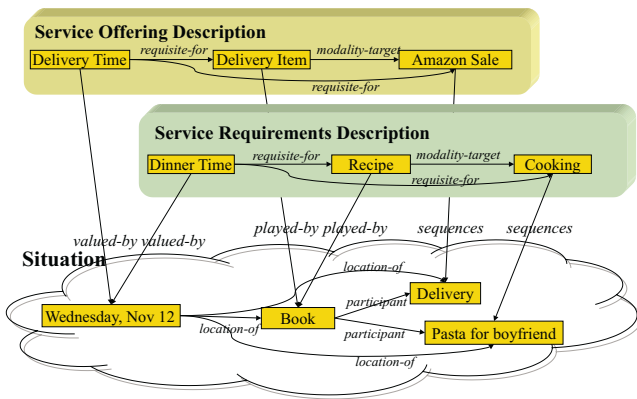 Service Offering Description
requisite-for
modality-target
Delivery Time
Delivery Item
Amazon Sale
requisite-for
Service Requirements Description
requisite-for
modality-target
Dinner Time
Recipe
Cooking
requisite-for
valued-by valued-by
played-by played-by
sequences
sequences
Situation
location-of
Delivery
participant
Wednesday, Nov 12
Book
location-of
participant
Pasta for boyfriend
location-of